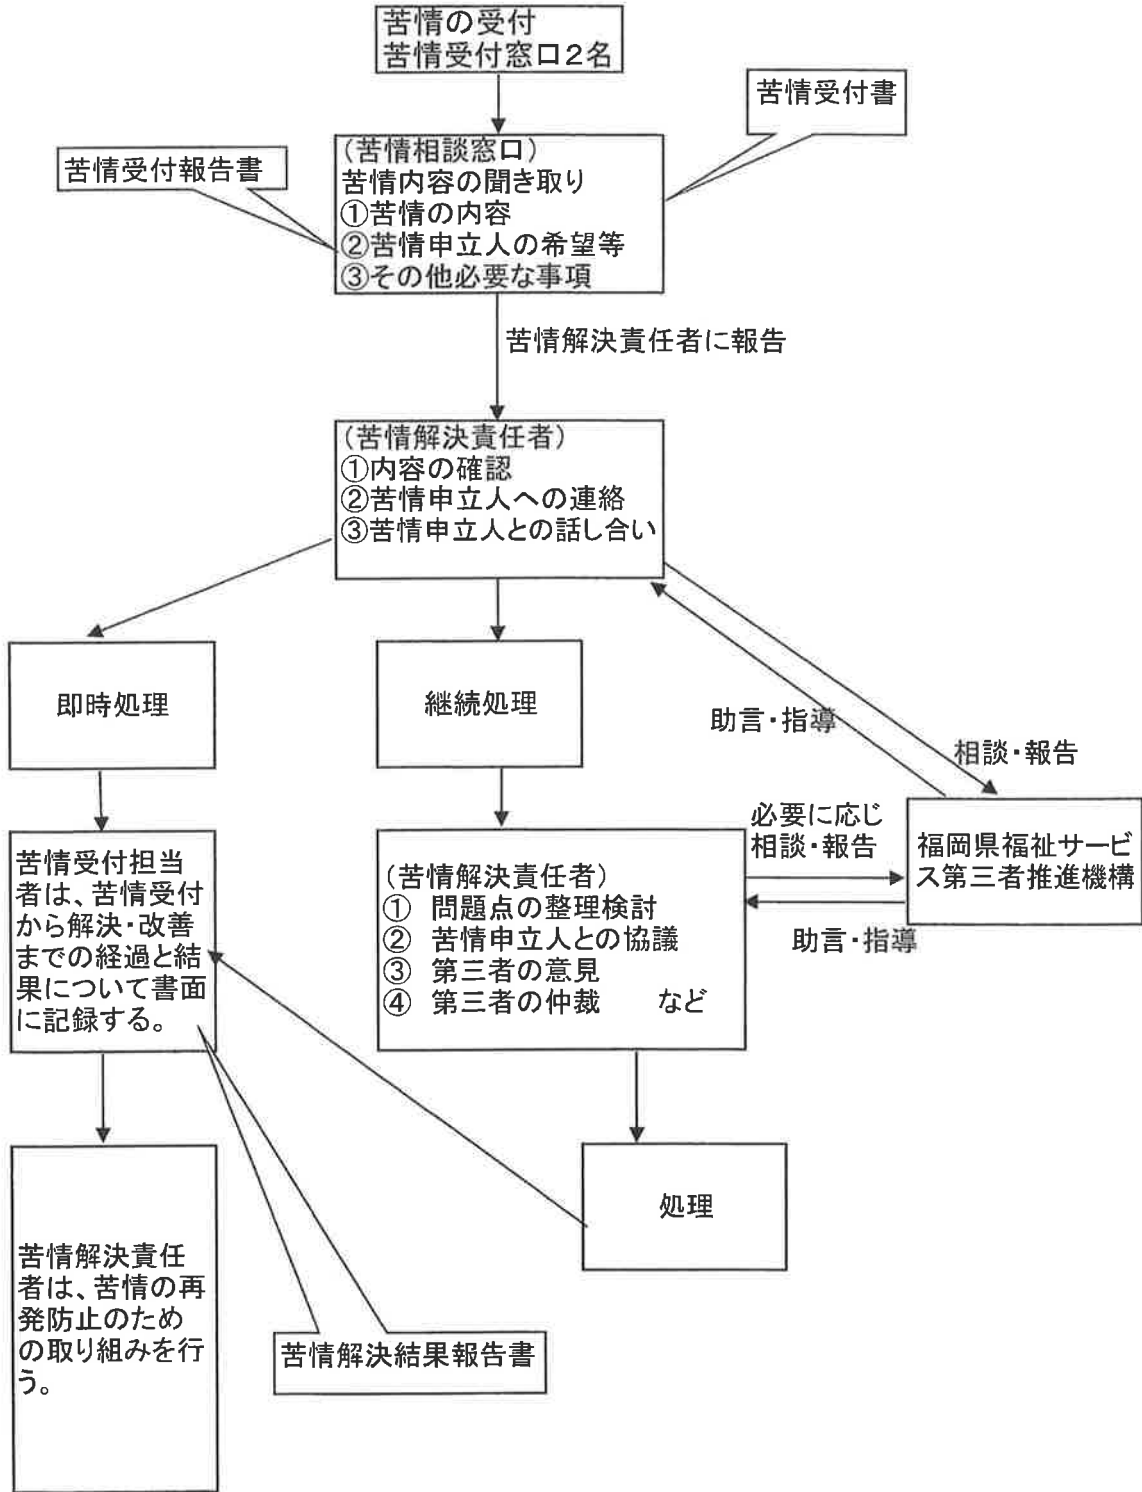 苦情の受付
苦情受付窓口2名
苦情受付書
苦情受付報告書
(苦情相談窓口)
苦情内容の聞き取り
①苦情の内容
②苦情申立人の希望等
③その他必要な事項
苦情解決責任者に報告
(苦情解決責任者)
①内容の確認
②苦情申立人への連絡
③苦情申立人との話し合い
即時処理
継続処理
助言・指導
相談・報告
苦情受付担当
者は、苦情受付
から解決・改善
までの経過と結
果について書面
に記録する。
(苦情解決責任者)
① 問題点の整理検討
② 苦情申立人との協議
③ 第三者の意見
④ 第三者の仲裁 など
必要に応じ
相談・報告
助言・指導
福岡県福祉サービ
ス第三者推進機構
処理
苦情解決責任
者は、苦情の再
発防止のため
の取り組みを行
う。
苦情解決結果報告書